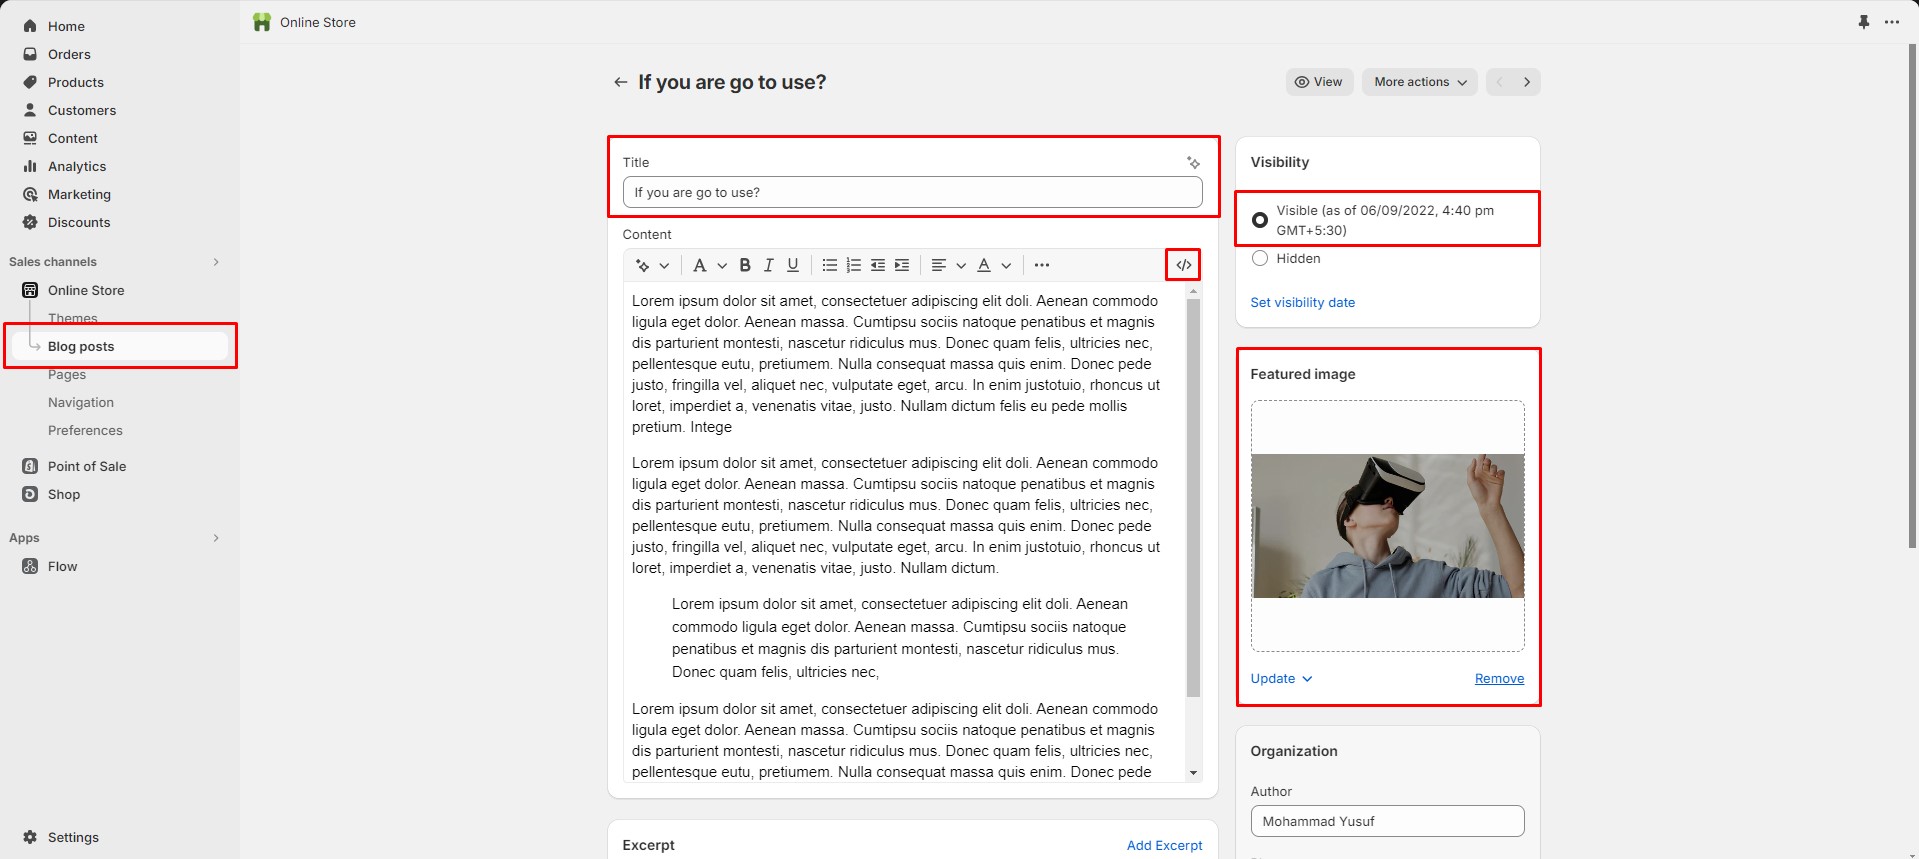 Home
Orders
Products
Customers
Content
Analytics
Marketing
Discounts
Sales channels
Online Store
Themes
Blog posts
Pages
Navigation
Preferences
Point of Sale
Shop
Apps
Flow
Settings
Online Store
If you are go to use?
View
More actions
Title
If you are go to use?
Content
Lorem ipsum dolor sit amet, consectetuer adipiscing elit doli. Aenean commodo
ligula eget dolor. Aenean massa. Cumtipsu sociis natoque penatibus et magnis
dis parturient montesti, nascetur ridiculus mus. Donec quam felis, ultricies nec,
pellentesque eutu, pretiumem. Nulla consequat massa quis enim. Donec pede
justo, fringilla vel, aliquet nec, vulputate eget, arcu. In enim justotuio, rhoncus ut
loret, imperdiet a, venenatis vitae, justo. Nullam dictum felis eu pede mollis
pretium. Intege
Lorem ipsum dolor sit amet, consectetuer adipiscing elit doli. Aenean commodo
ligula eget dolor. Aenean massa. Cumtipsu sociis natoque penatibus et magnis
dis parturient montesti, nascetur ridiculus mus. Donec quam felis, ultricies nec,
pellentesque eutu, pretiumem. Nulla consequat massa quis enim. Donec pede
justo, fringilla vel, aliquet nec, vulputate eget, arcu. In enim justotuio, rhoncus ut
loret, imperdiet a, venenatis vitae, justo. Nullam dictum.
Lorem ipsum dolor sit amet, consectetuer adipiscing elit doli. Aenean
commodo ligula eget dolor. Aenean massa. Cumtipsu sociis natoque
penatibus et magnis dis parturient montesti, nascetur ridiculus mus.
Donec quam felis, ultricies nec,
Lorem ipsum dolor sit amet, consectetuer adipiscing elit doli. Aenean commodo
ligula eget dolor. Aenean massa. Cumtipsu sociis natoque penatibus et magnis
dis parturient montesti, nascetur ridiculus mus. Donec quam felis, ultricies nec,
pellentesque eutu, pretiumem. Nulla consequat massa quis enim. Donec pede
Excerpt
Add Excerpt
Visibility
Visible (as of 06/09/2022, 4:40 pm
GMT+5:30)
Hidden
Set visibility date
Featured image
Update
Remove
Organization
Author
Mohammad Yusuf